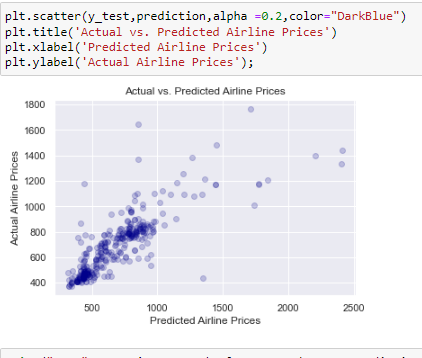 plt.scatter(y_test,prediction,alpha =0.2,color="DarkBlue")
plt.title('Actual vs. Predicted Airline Prices')
plt.xlabel('Predicted Airline Prices')
plt.ylabel('Actual Airline Prices');
Actual vs. Predicted Airline Prices
1800
1600
1400
1200
1000
800
600
400
Actual Airline Prices
500 1000 1500 2000 2500
Predicted Airline Prices